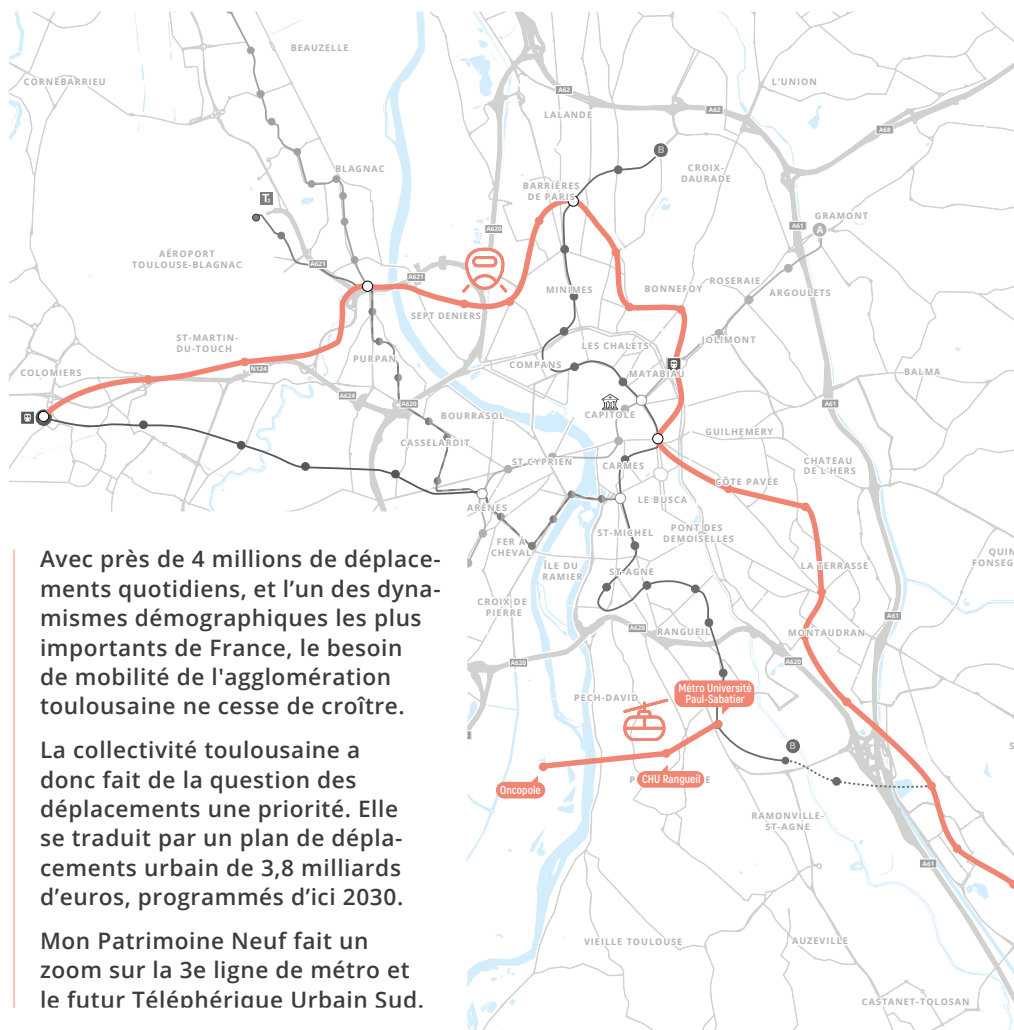 BEAUZELLE
CORNEBARRIEU
L'UNION
A62
A62
LALANDE
A68
B
CROIX-
DAURADE
BLAGNAC
BARRIÈRES
DE PARIS
T1
GRAMONT
A61
A
A620
AÉROPORT
TOULOUSE-BLAGNAC
A621
A621
ROSERAIE
MINIMES
BONNEFOY
ARGOULETS
SEPT DENIERS
ST-MARTIN-
DU-TOUCH
LES CHALETS
JOLIMONT
PURPAN
COMPANS
MATABIAU
COLOMIERS
N124
BALMA
A624
A620
A61
BOURRASOL
CAPITOLE
GUILHEMERY
CASSELARDIT
ST CYPRIEN
CARMES
CHATEAU
DE L'HERS
CÔTE PAVÉE
LE BUSCA
ARÈNES
ST-MICHEL
PONT DES
DEMOISELLES
FER À
CHEVAL
ÎLE DU
RAMIER
ST-AGNE
LA TERRASSE
QUIN
FONSEG
CROIX DE
PIERRE
A61
A620
RANGUEIL
MONTAUDRAN
A620
A620
PECH-DAVID
Métro Université
Paul-Sabatier
B
CHU Rangueil
Oncopole
RAMONVILLE-
ST-AGNE
A61
VIEILLE TOULOUSE
AUZEVILLE
CASTANET-TOLOSAN
Avec près de 4 millions de déplace-
ments quotidiens, et l’un des dyna-
mismes démographiques les plus
importants de France, le besoin
de mobilité de l'agglomération
toulousaine ne cesse de croître.
La collectivité toulousaine a
donc fait de la question des
déplacements une priorité. Elle
se traduit par un plan de dépla-
cements urbain de 3,8 milliards
d’euros, programmés d’ici 2030.
Mon Patrimoine Neuf fait un
zoom sur la 3e ligne de métro et
le futur Téléphérique Urbain Sud.